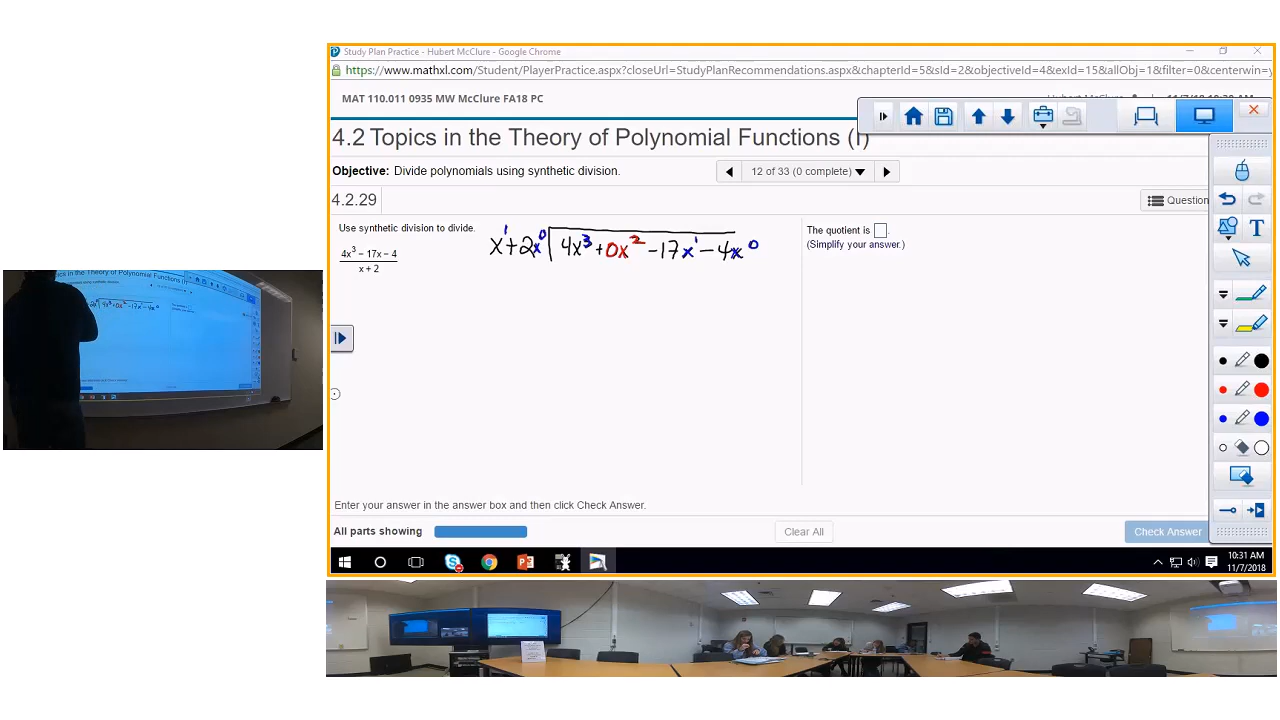 Study Plan Practice - Hubert McClure - Google Chrome
https://www.mathxl.com/Student/PlayerPractice.aspx?closeUrl=StudyPlanRecommendations.aspx&chapterId=5&sId=2&objectiveId=4&exId=15&allObj=1&filter=0&centerwin=y
MAT 110.011 0935 MW McClure FA18 PC
4.2 Topics in the Theory of Polynomial Functions (I)
Objective: Divide polynomials using synthetic division.
12 of 33 (0 complete)
4.2.29
Question
Use synthetic division to divide.
4x³ − 17x − 4
x + 2
x¹ + 2x⁰ 4x³ + 0x² − 17x¹ − 4x⁰
The quotient is
(Simplify your answer.)
T
Enter your answer in the answer box and then click Check Answer.
All parts showing
Clear All
Check Answer
10:31 AM
11/7/2018